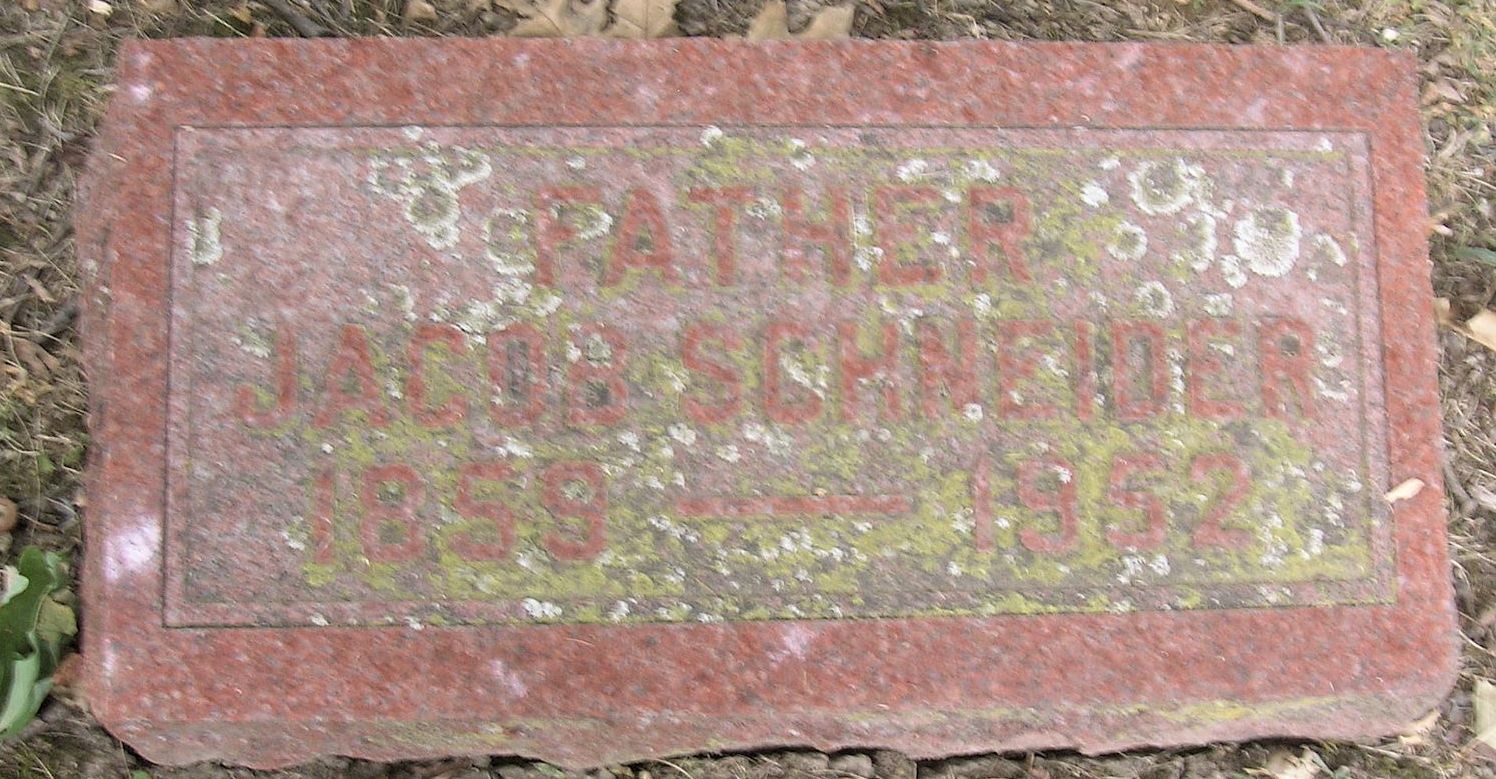 FATHER
JACOB SCHNEIDER
1859 — 1952